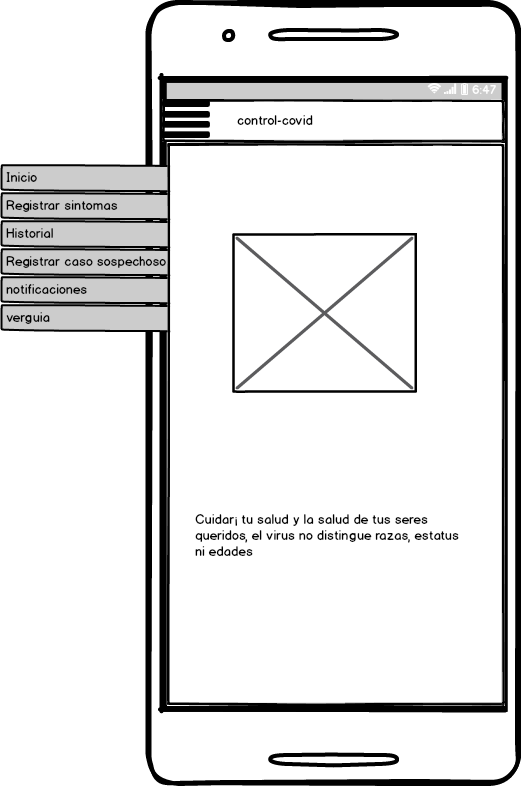 6:47
control-covid
Inicio
Registrar sintomas
Historial
Registrar caso sospechoso
notificaciones
verguia
Cuidar¡ tu salud y la salud de tus seres
queridos, el virus no distingue razas, estatus
ni edades